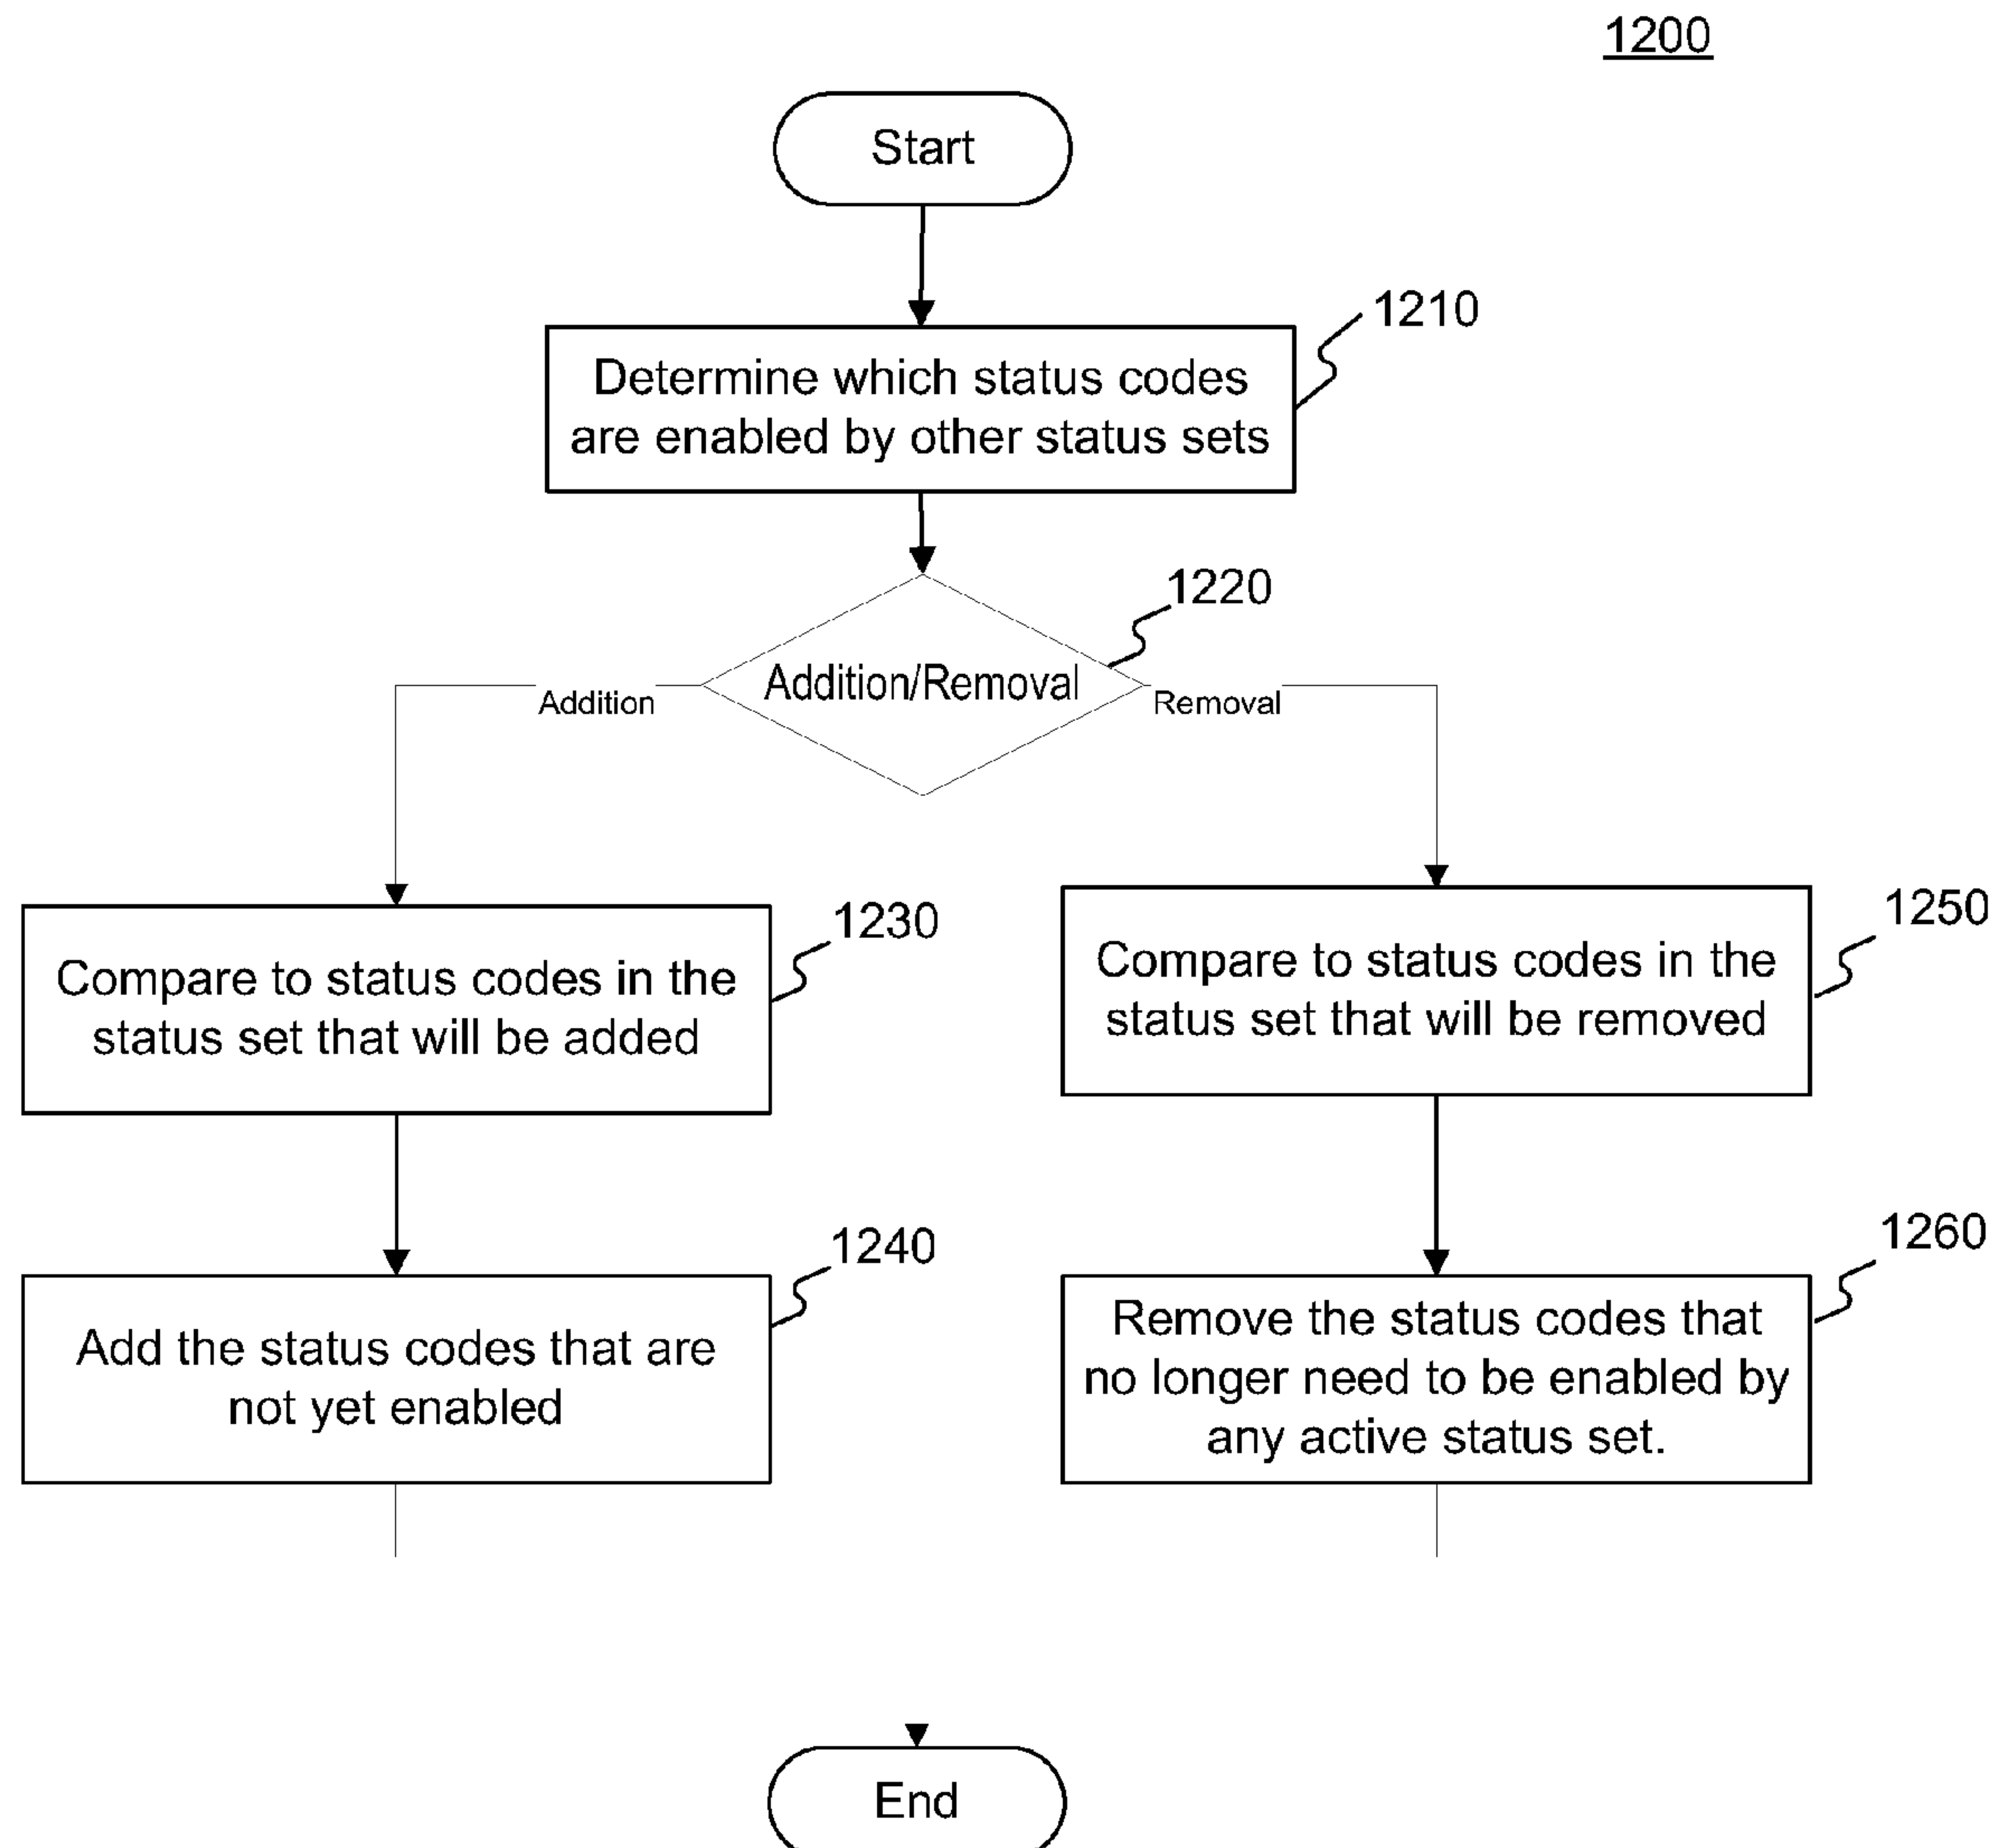 1200
Start
1210
Determine which status codes
are enabled by other status sets
1220
Addition/Removal
Addition
Removal
1230
Compare to status codes in the
status set that will be added
1250
Compare to status codes in the
status set that will be removed
1240
Add the status codes that are
not yet enabled
1260
Remove the status codes that
no longer need to be enabled by
any active status set.
End